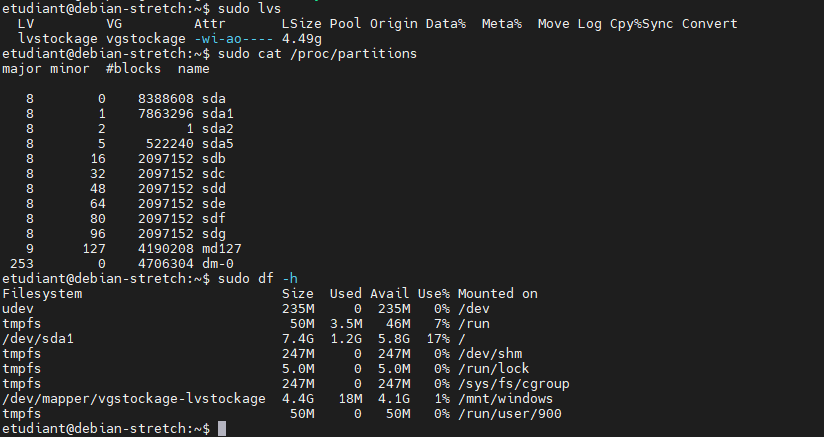 etudiant@debian-stretch:~$ sudo lvs
  LV        VG        Attr       LSize Pool Origin Data%  Meta%  Move Log Cpy%Sync Convert
  lvstockage vgstockage -wi-ao---- 4.49g
etudiant@debian-stretch:~$ sudo cat /proc/partitions
major minor  #blocks  name
   8        0    8388608 sda
   8        1    7863296 sda1
   8        2          1 sda2
   8        5     522240 sda5
   8       16    2097152 sdb
   8       32    2097152 sdc
   8       48    2097152 sdd
   8       64    2097152 sde
   8       80    2097152 sdf
   8       96    2097152 sdg
   9      127    4190208 md127
 253        0    4706304 dm-0
etudiant@debian-stretch:~$ sudo df -h
Filesystem                         Size  Used Avail Use% Mounted on
udev                               235M     0  235M   0% /dev
tmpfs                               50M  3.5M   46M   7% /run
/dev/sda1                          7.4G  1.2G  5.8G  17% /
tmpfs                              247M     0  247M   0% /dev/shm
tmpfs                              5.0M     0  5.0M   0% /run/lock
tmpfs                              247M     0  247M   0% /sys/fs/cgroup
/dev/mapper/vgstockage-lvstockage  4.4G   18M  4.1G   1% /mnt/windows
tmpfs                               50M     0   50M   0% /run/user/900
etudiant@debian-stretch:~$